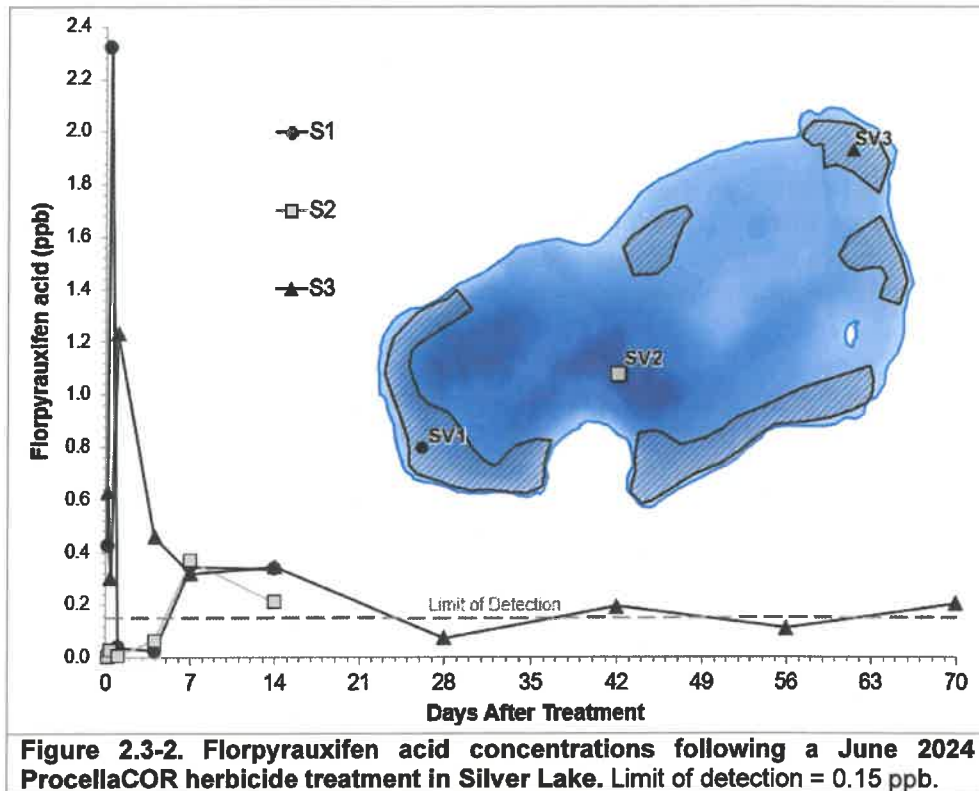 2.4
2.2
2.0
1.8
1.6
1.4
1.2
1.0
0.8
0.6
0.4
0.2
0.0
Florpyrauxifen acid (ppb)
S1
S2
S3
SV3
SV2
SV1
Limit of Detection
0 7 14 21 28 35 42 49 56 63 70
Days After Treatment
Figure 2.3-2. Florpyrauxifen acid concentrations following a June 2024
ProcellaCOR herbicide treatment in Silver Lake. Limit of detection = 0.15 ppb.